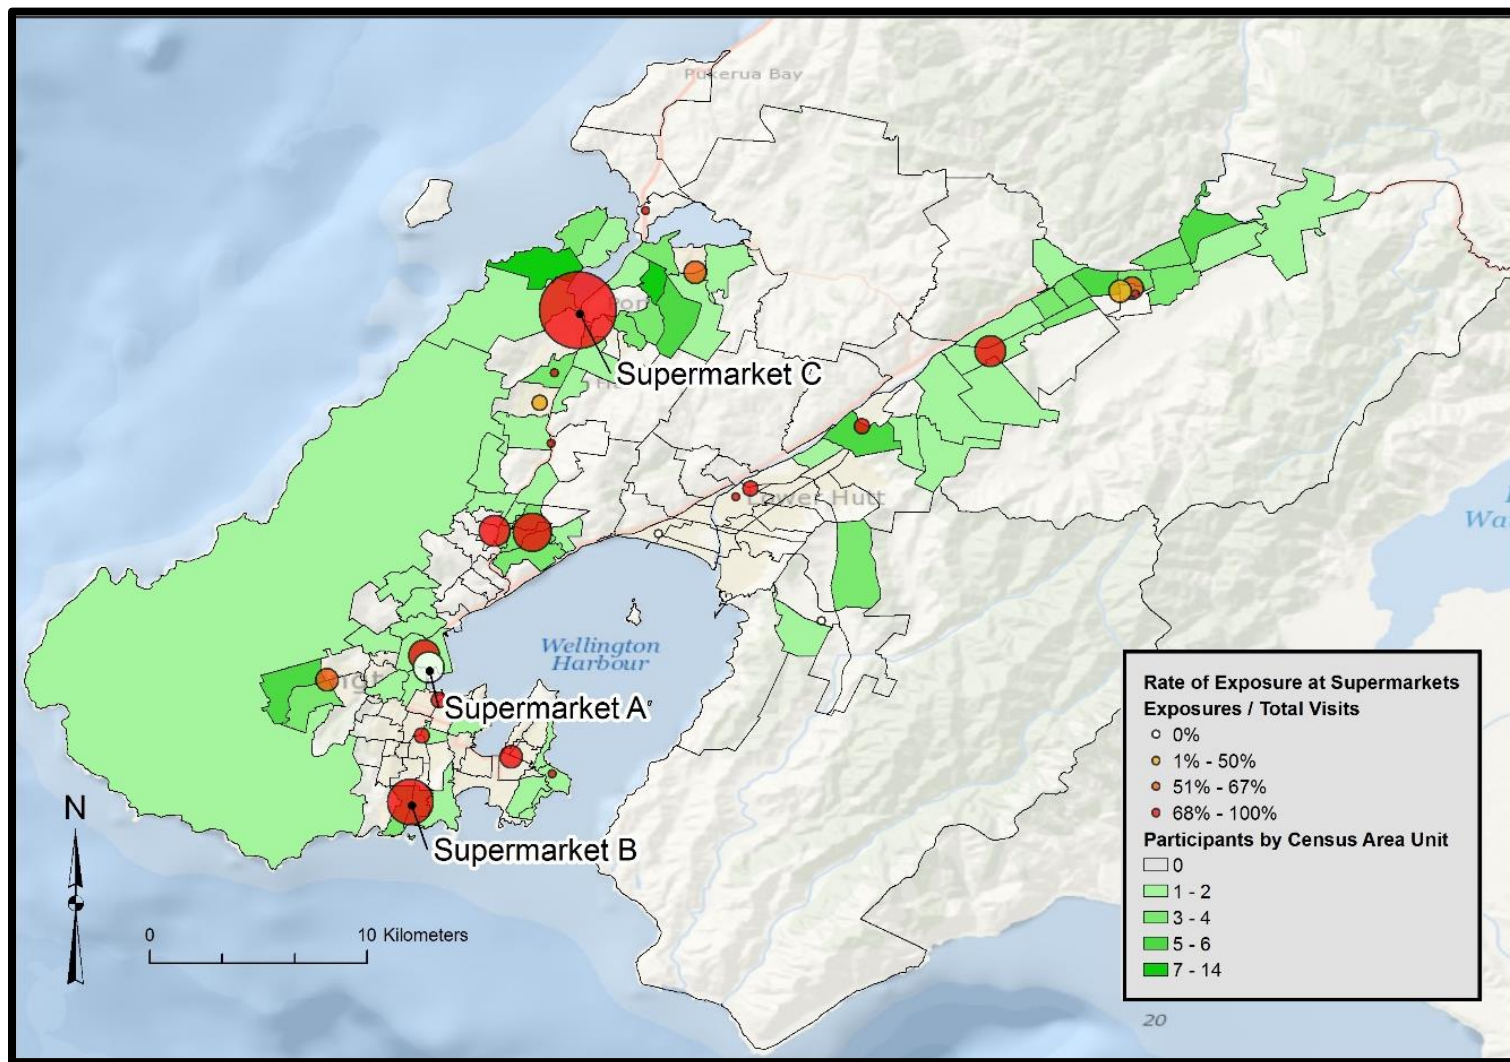 Pukerua Bay
Supermarket C
Lower Hutt
Wellington
Harbour
Supermarket A
Supermarket B
N
0
10 Kilometers
Rate of Exposure at Supermarkets
Exposures / Total Visits
0%
1% - 50%
51% - 67%
68% - 100%
Participants by Census Area Unit
0
1 - 2
3 - 4
5 - 6
7 - 14
20